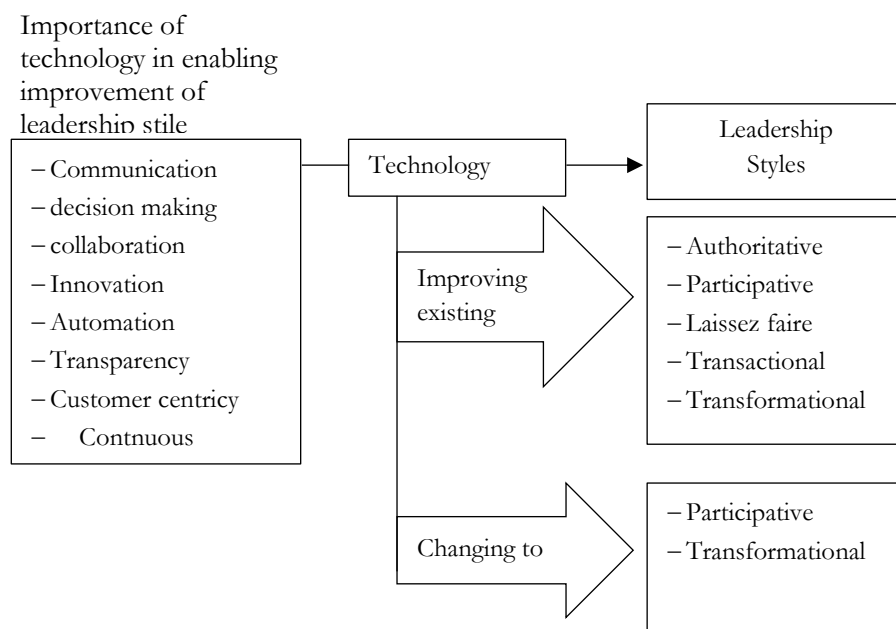 Importance of
technology in enabling
improvement of
leadership stile
– Communication
– decision making
– collaboration
– Innovation
– Automation
– Transparency
– Customer centricy
– Contnuous
Technology
Leadership
Styles
Improving
existing
– Authoritative
– Participative
– Laissez faire
– Transactional
– Transformational
Changing to
– Participative
– Transformational